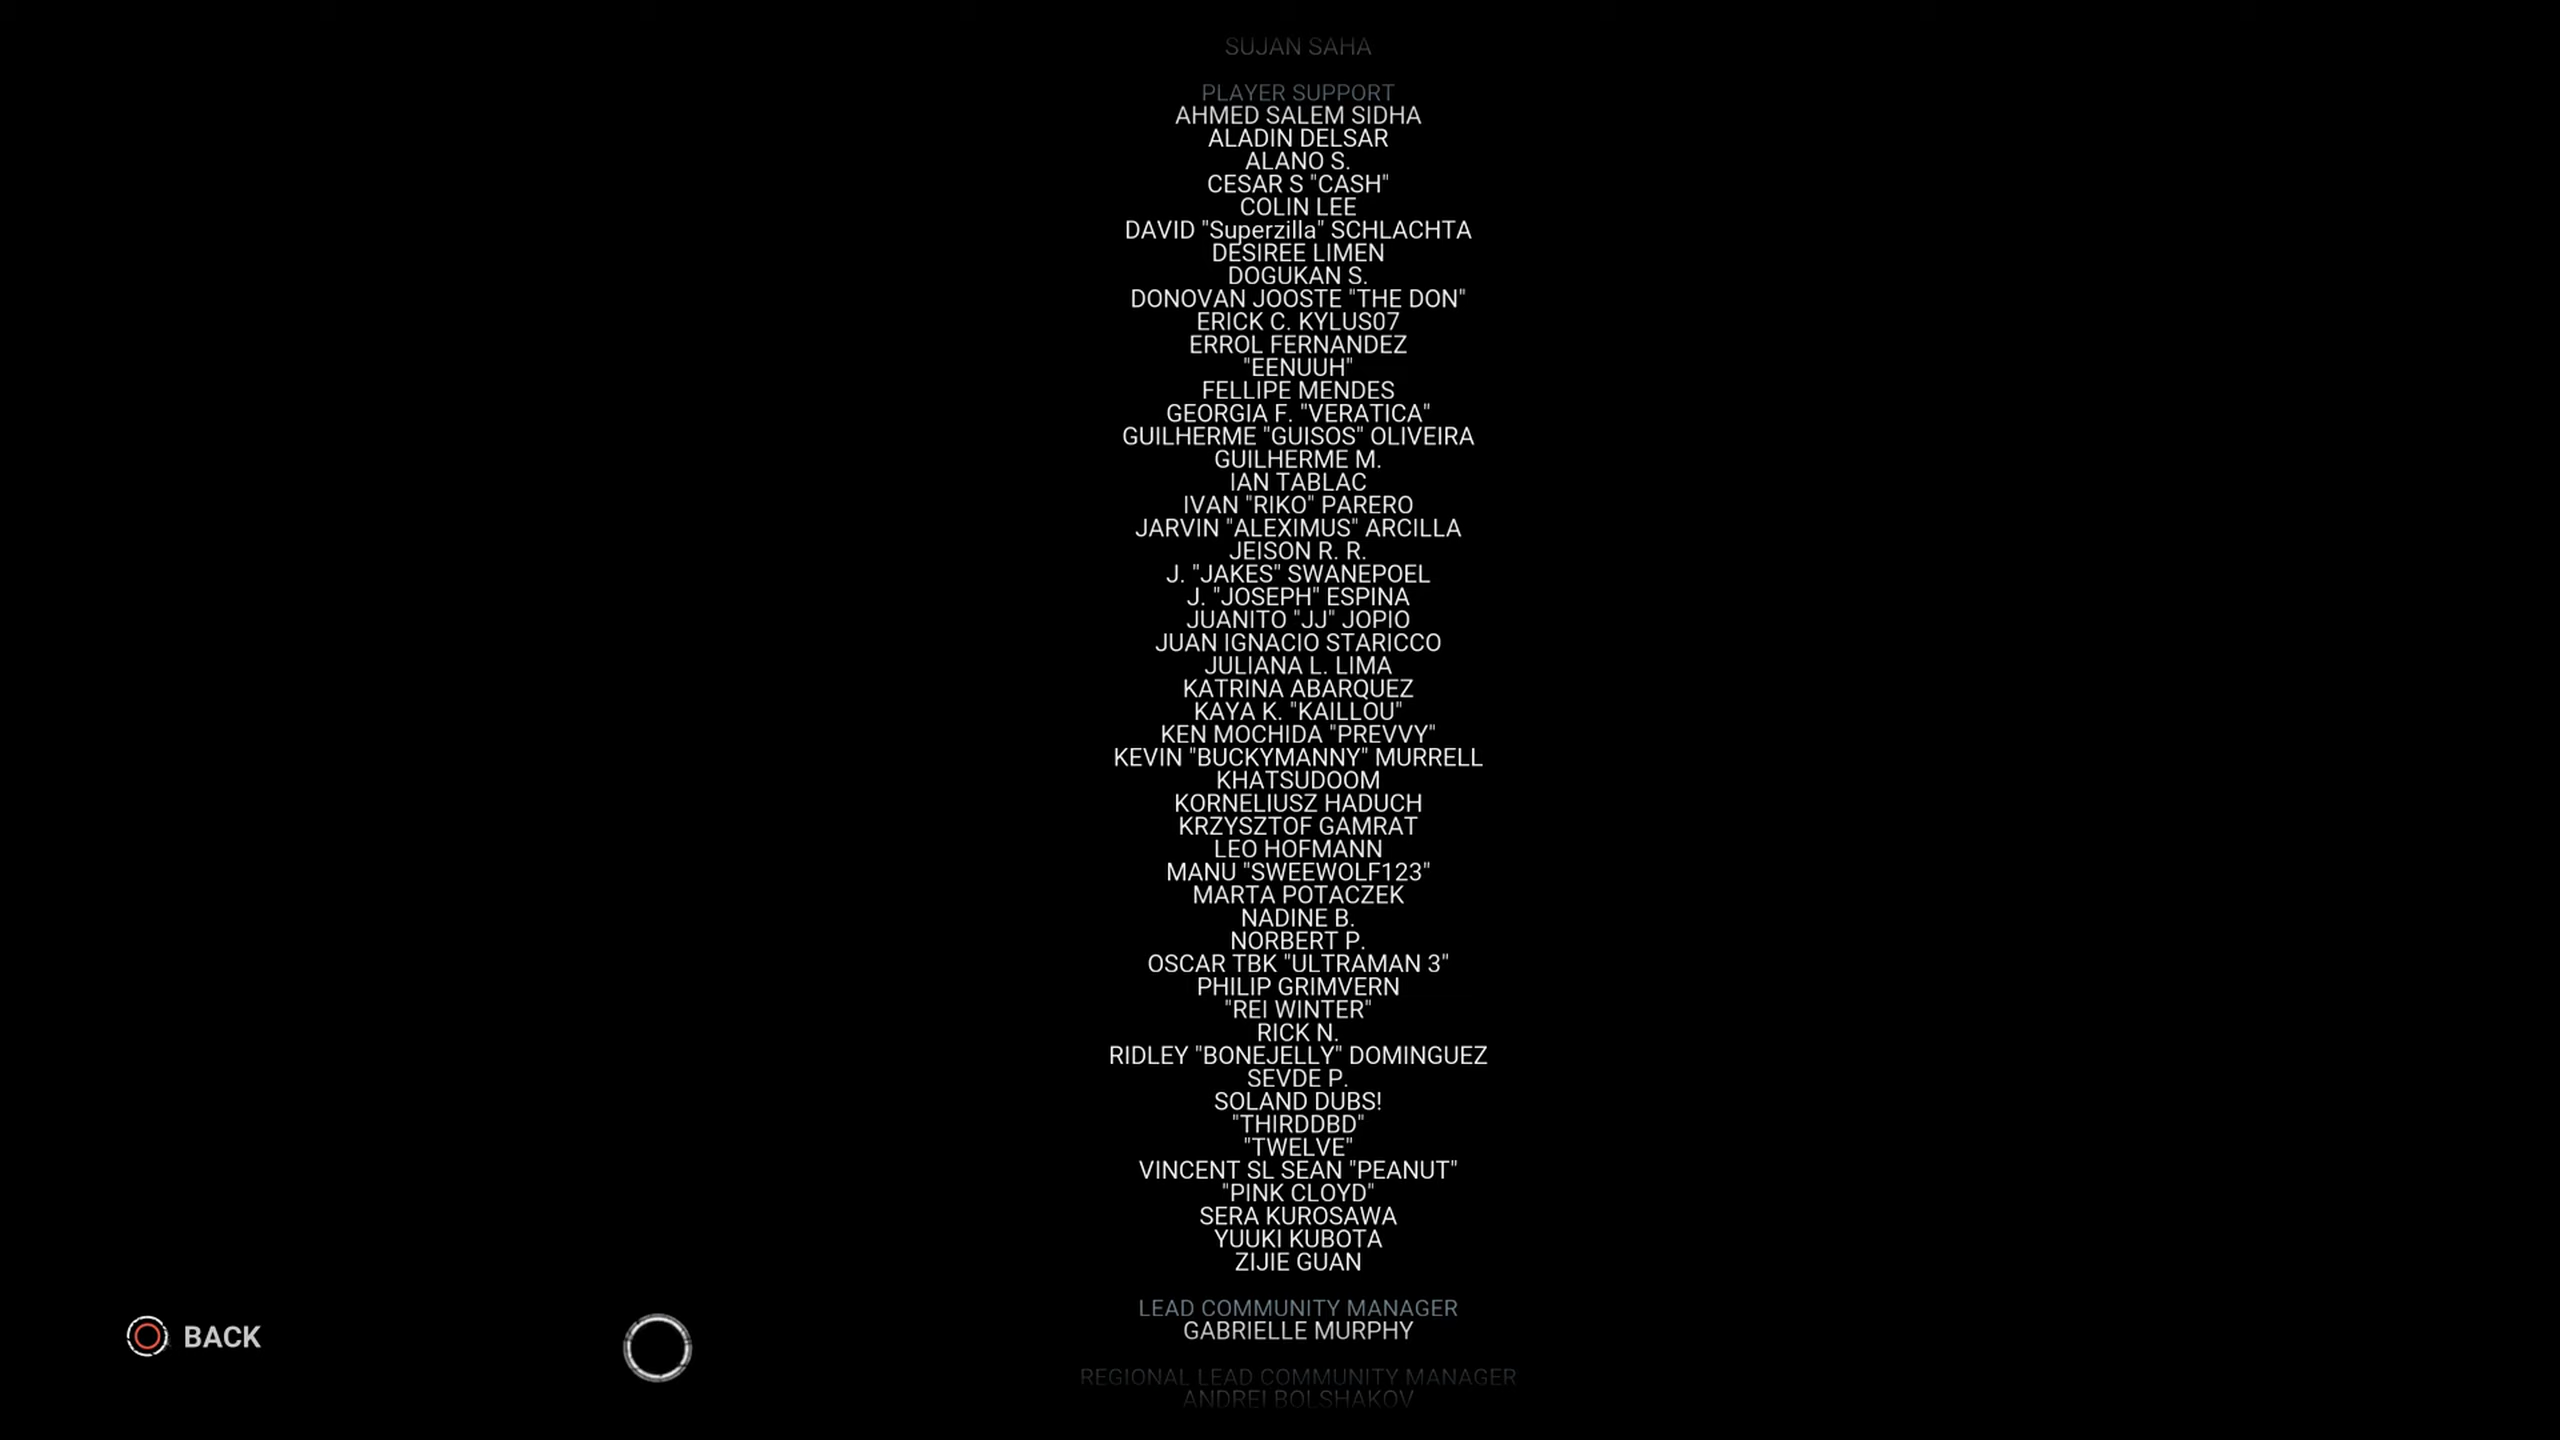 SUJAN SAHA
PLAYER SUPPORT
AHMED SALEM SIDHA
ALADIN DELSAR
ALANO S.
CESAR S "CASH"
COLIN LEE
DAVID "Superzilla" SCHLACHTA
DESIREE LIMEN
DOGUKAN S.
DONOVAN JOOSTE "THE DON"
ERICK C. KYLUS07
ERROL FERNANDEZ
"EENUUH"
FELLIPE MENDES
GEORGIA F. "VERATICA"
GUILHERME "GUISOS" OLIVEIRA
GUILHERME M.
IAN TABLAC
IVAN "RIKO" PARERO
JARVIN "ALEXIMUS" ARCILLA
JEISON R. R.
J. "JAKES" SWANEPOEL
J. "JOSEPH" ESPINA
JUANITO "JJ" JOPIO
JUAN IGNACIO STARICCO
JULIANA L. LIMA
KATRINA ABARQUEZ
KAYA K. "KAILLOU"
KEN MOCHIDA "PREVVY"
KEVIN "BUCKYMANNY" MURRELL
KHATSUDOOM
KORNELIUSZ HADUCH
KRZYSZTOF GAMRAT
LEO HOFMANN
MANU "SWEEWOLF123"
MARTA POTACZEK
NADINE B.
NORBERT P.
OSCAR TBK "ULTRAMAN 3"
PHILIP GRIMVERN
"REI WINTER"
RICK N.
RIDLEY "BONEJELLY" DOMINGUEZ
SEVDE P.
SOLAND DUBS!
"THIRDDBD"
"TWELVE"
VINCENT SL SEAN "PEANUT"
"PINK CLOYD"
SERA KUROSAWA
YUUKI KUBOTA
ZIJIE GUAN
LEAD COMMUNITY MANAGER
GABRIELLE MURPHY
REGIONAL LEAD COMMUNITY MANAGER
ANDREI BOLSHAKOV
BACK